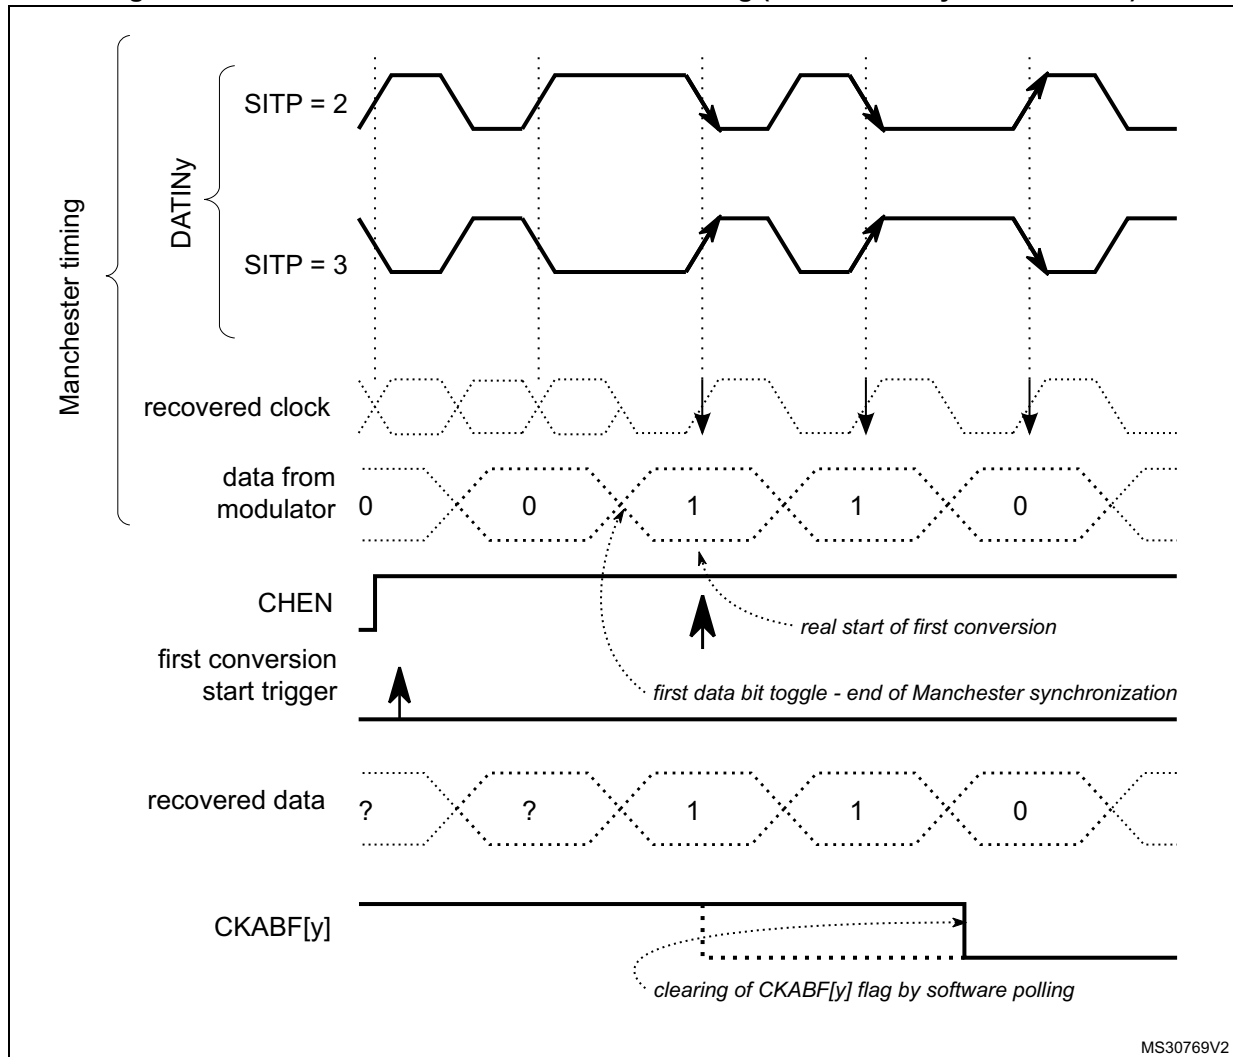 Manchester timing
DATINy
SITP = 2
SITP = 3
recovered clock
data from
modulator
0 0 1 1 0
CHEN
real start of first conversion
first conversion
start trigger
first data bit toggle - end of Manchester synchronization
recovered data
? ? 1 1 0
CKABF[y]
clearing of CKABF[y] flag by software polling
MS30769V2